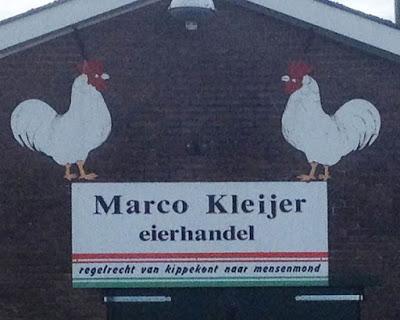 Marco Kleijer
eierhandel
regelrecht van kippekont naar mensenmond